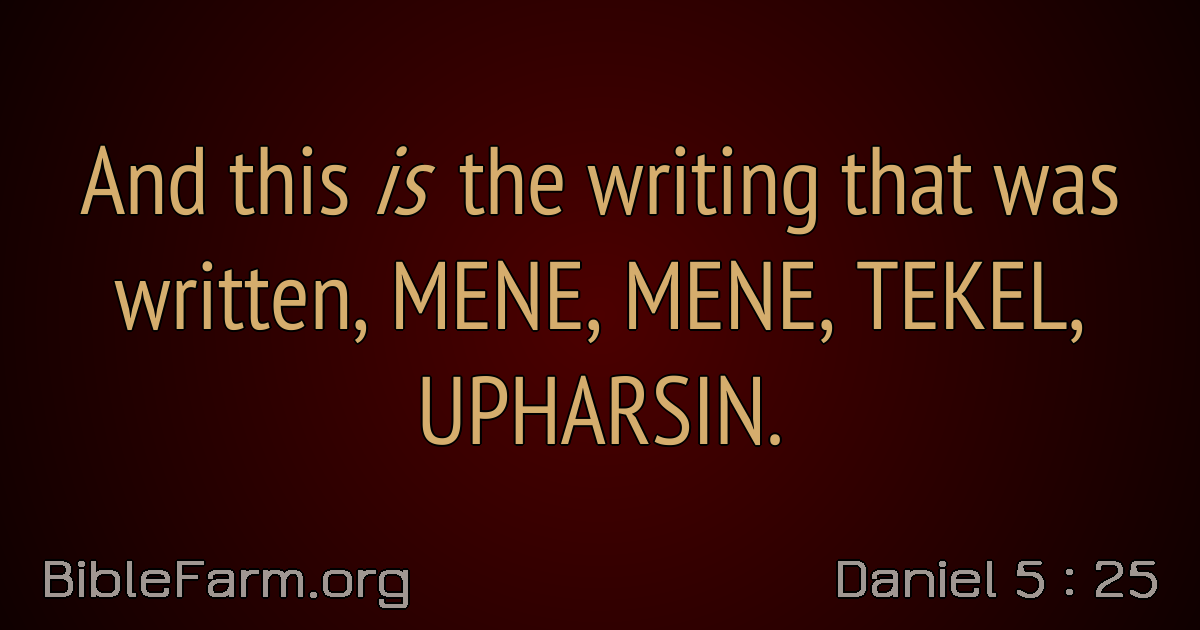 And this is the writing that was
written, MENE, MENE, TEKEL,
UPHARSIN.
BibleFarm.org
Daniel 5 : 25